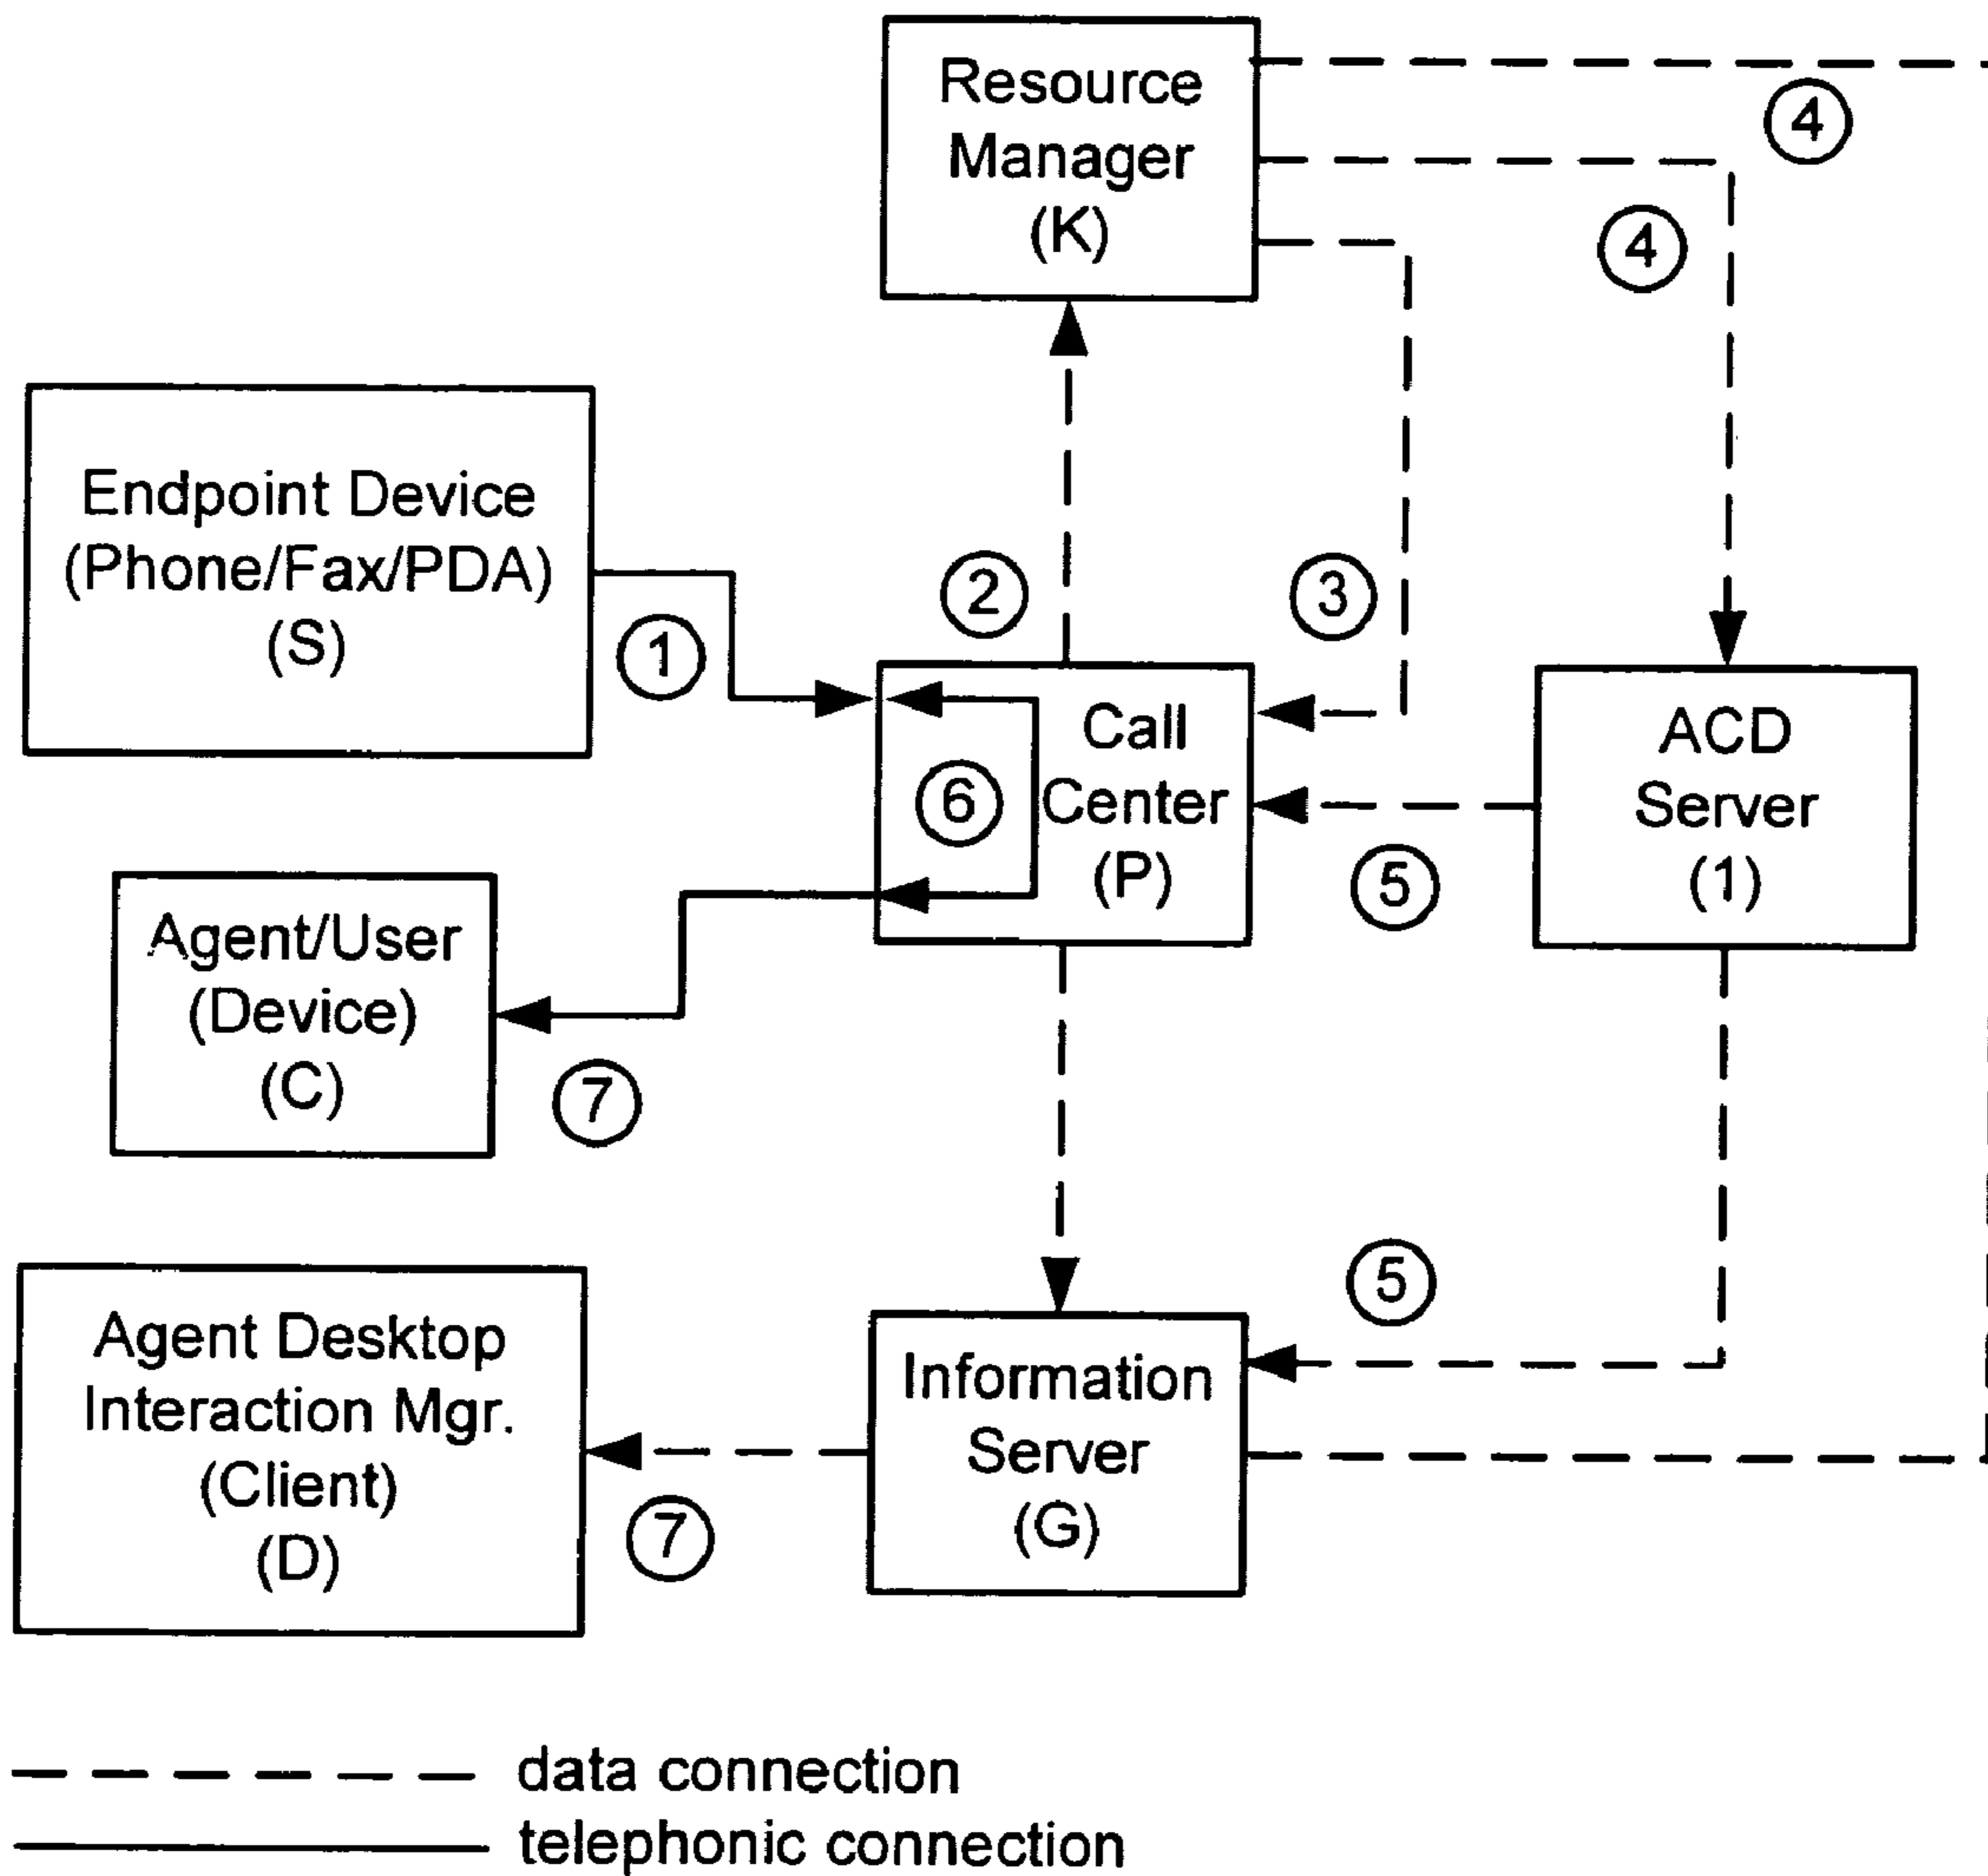 Resource
Manager
(K)
4
4
Endpoint Device
(Phone/Fax/PDA)
(S)
1
2
3
Call
Center
(P)
6
ACD
Server
(1)
5
Agent/User
(Device)
(C)
7
5
Agent Desktop
Interaction Mgr.
(Client)
(D)
7
Information
Server
(G)
data connection
telephonic connection